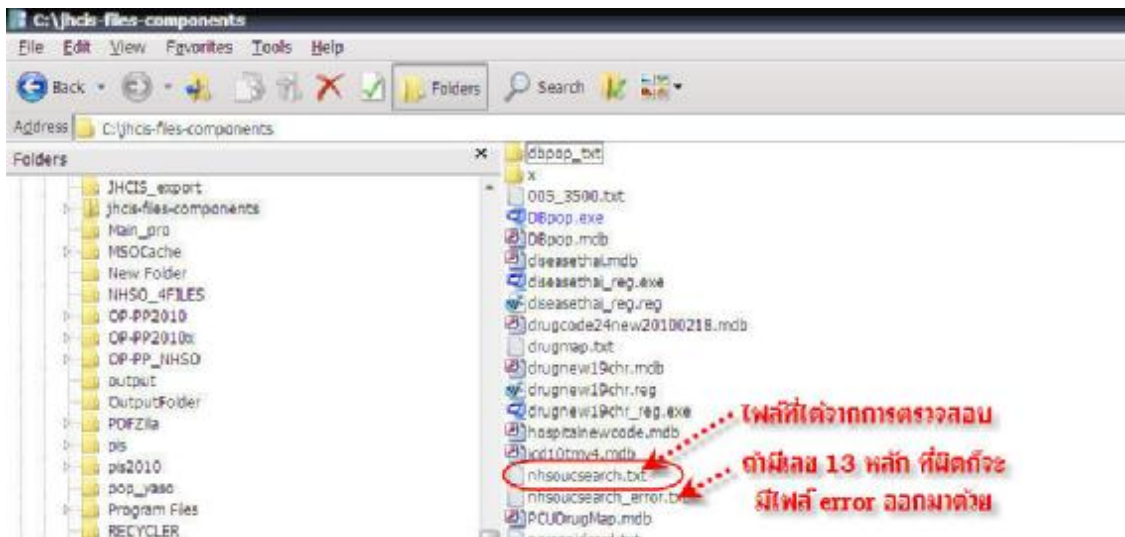 C:\jhcis-files-components
File Edit View Favorites Tools Help
Back Folders Search
Address C:\jhcis-files-components
Folders
JHCIS_export
jhcis-files-components
Main_pro
MSOCache
New Folder
NHSO_4FILES
OP-PP2010
OP-PP2010x
OP-PP_NHSO
output
OutputFolder
PDFZilla
pis
pis2010
pop_yaso
Program Files
RECYCLER
dbpop_txt
x
005_3500.txt
DBpop.exe
DBpop.mdb
diseasethai.mdb
diseasethai_reg.exe
diseasethai_reg.reg
drugcode24new20100218.mdb
drugmap.txt
drugnew19chr.mdb
drugnew19chr.reg
drugnew19chr_reg.exe
hospitalnewcode.mdb
icd10tmv4.mdb
nhsoucsearch.txt
nhsoucsearch_error.txt
PCUDrugMap.mdb
ไฟล์ที่ได้จากการตรวจสอบ
ถ้ามีเลข 13 หลัก ที่ผิดก็จะ
มีไฟล์ error ออกมาด้วย